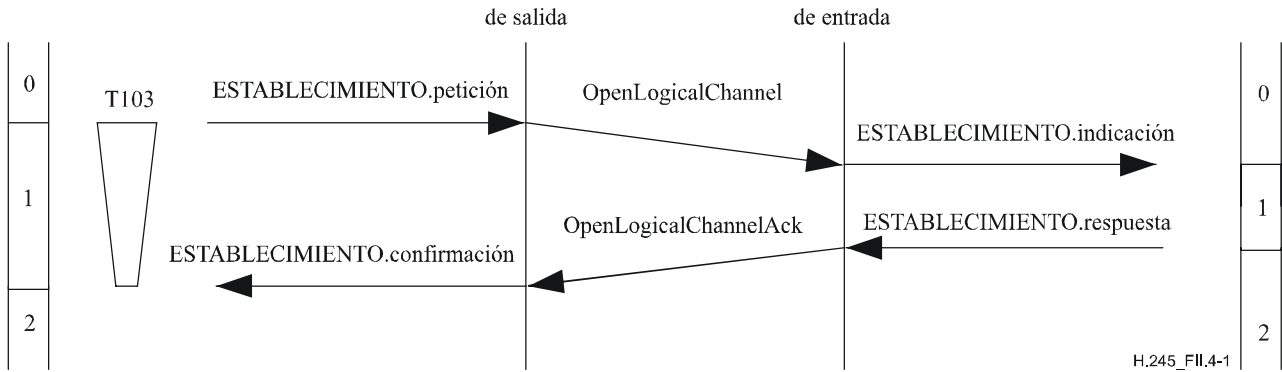 de salida
de entrada
0
T103
ESTABLECIMIENTO.petición
OpenLogicalChannel
0
ESTABLECIMIENTO.indicación
1
OpenLogicalChannelAck
ESTABLECIMIENTO.respuesta
1
ESTABLECIMIENTO.confirmación
2
2
H.245_FII.4-1